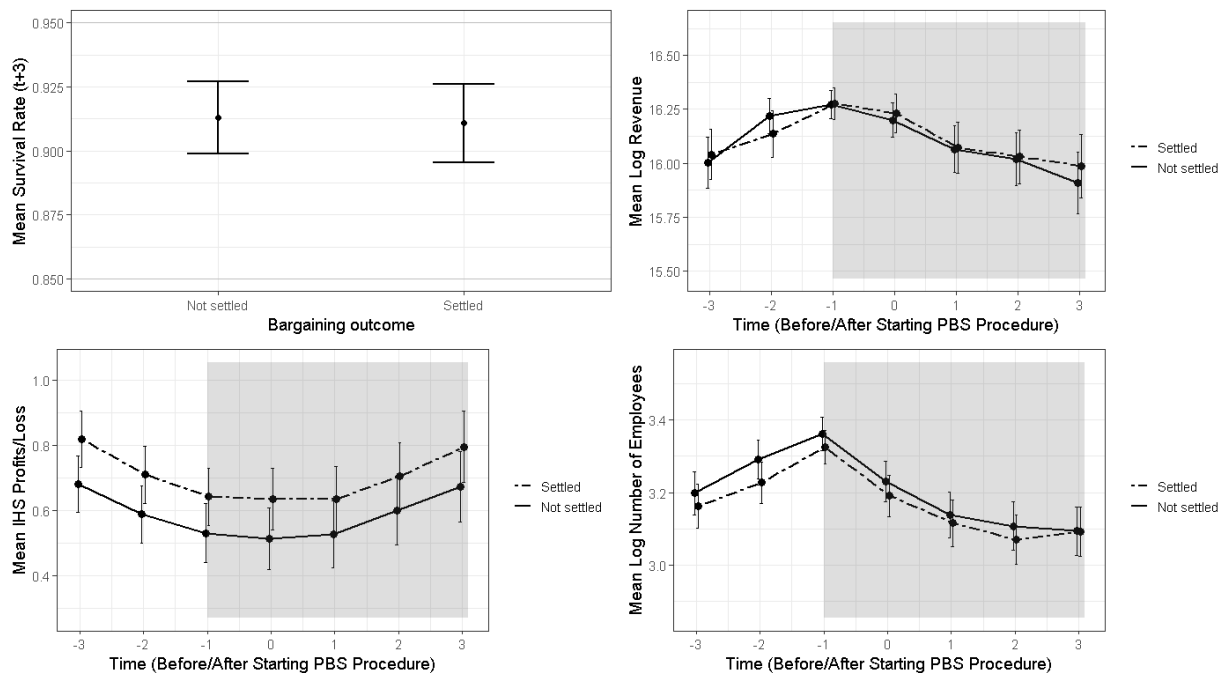 Mean Survival Rate (t+3)
0.950
0.925
0.900
0.875
0.850
Not settled Settled
Bargaining outcome
Mean Log Revenue
16.50
16.25
16.00
15.75
15.50
-3 -2 -1 0 1 2 3
Time (Before/After Starting PBS Procedure)
Settled
Not settled
Mean IHS Profits/Loss
1.0
0.8
0.6
0.4
-3 -2 -1 0 1 2 3
Time (Before/After Starting PBS Procedure)
Settled
Not settled
Mean Log Number of Employees
3.4
3.2
3.0
-3 -2 -1 0 1 2 3
Time (Before/After Starting PBS Procedure)
Settled
Not settled